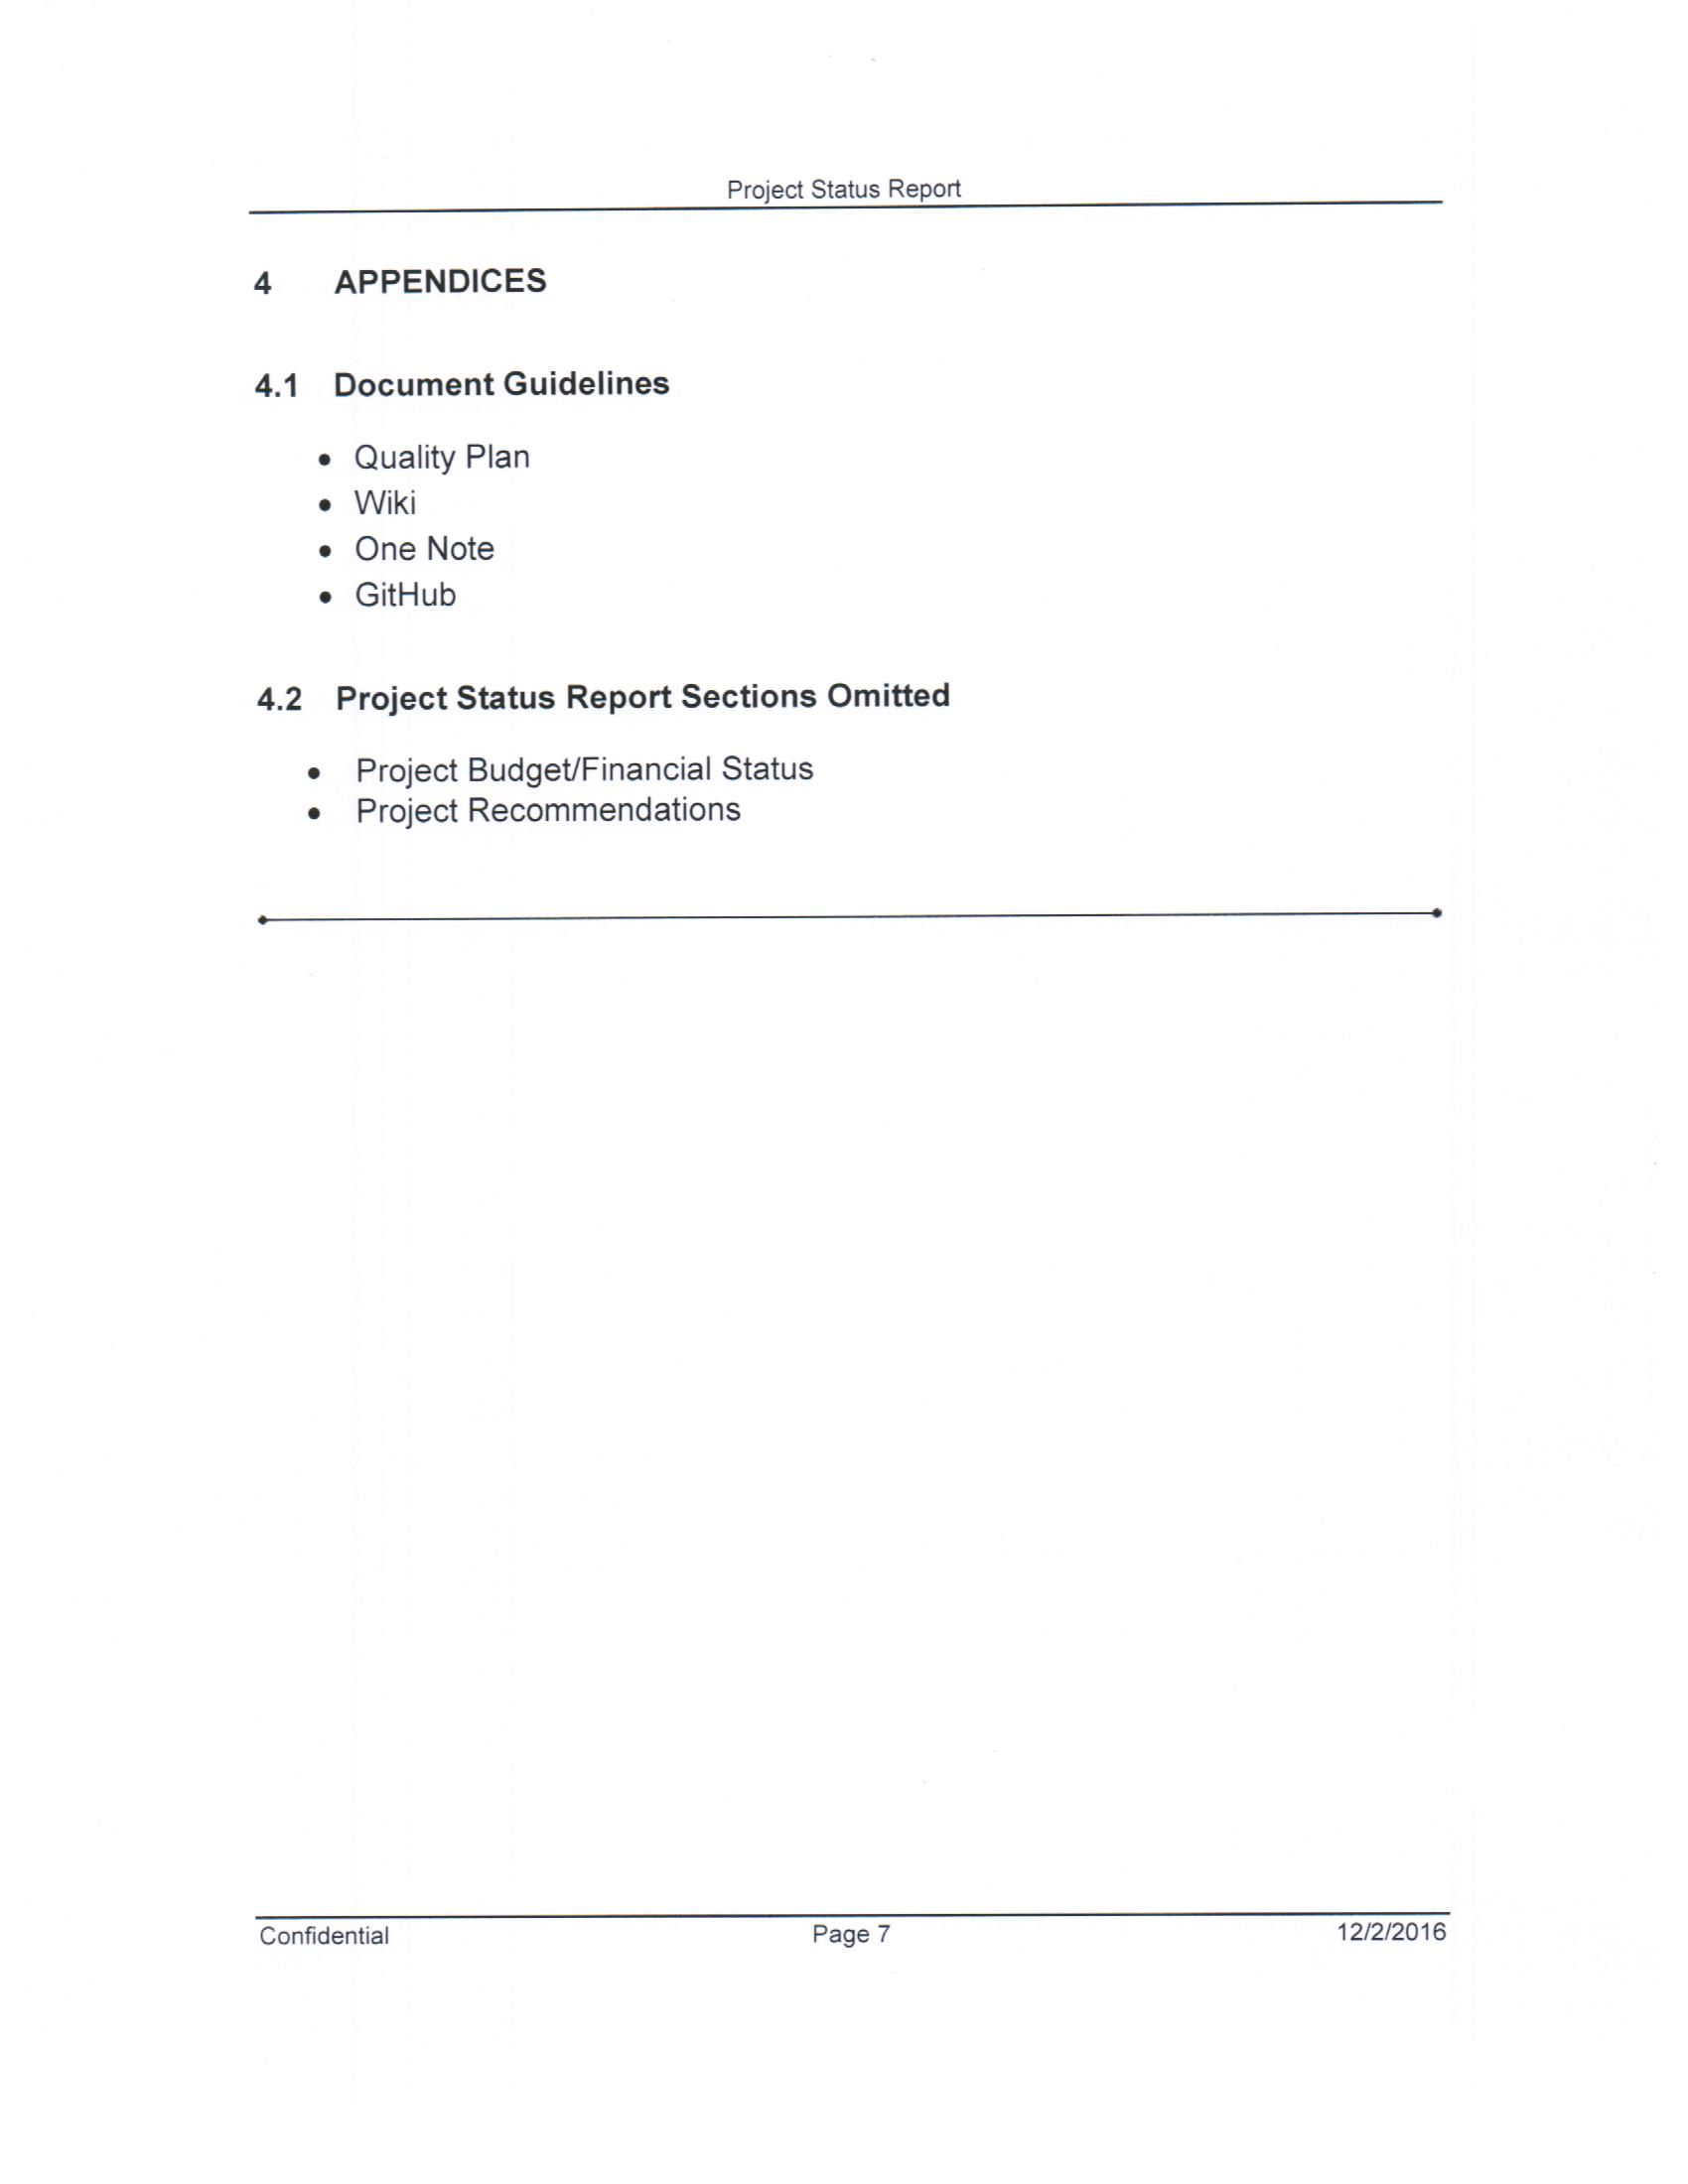 Project Status Report
4 APPENDICES
4.1 Document Guidelines
• Quality Plan
• Wiki
• One Note
• GitHub
4.2 Project Status Report Sections Omitted
• Project Budget/Financial Status
• Project Recommendations
Confidential Page 7 12/2/2016